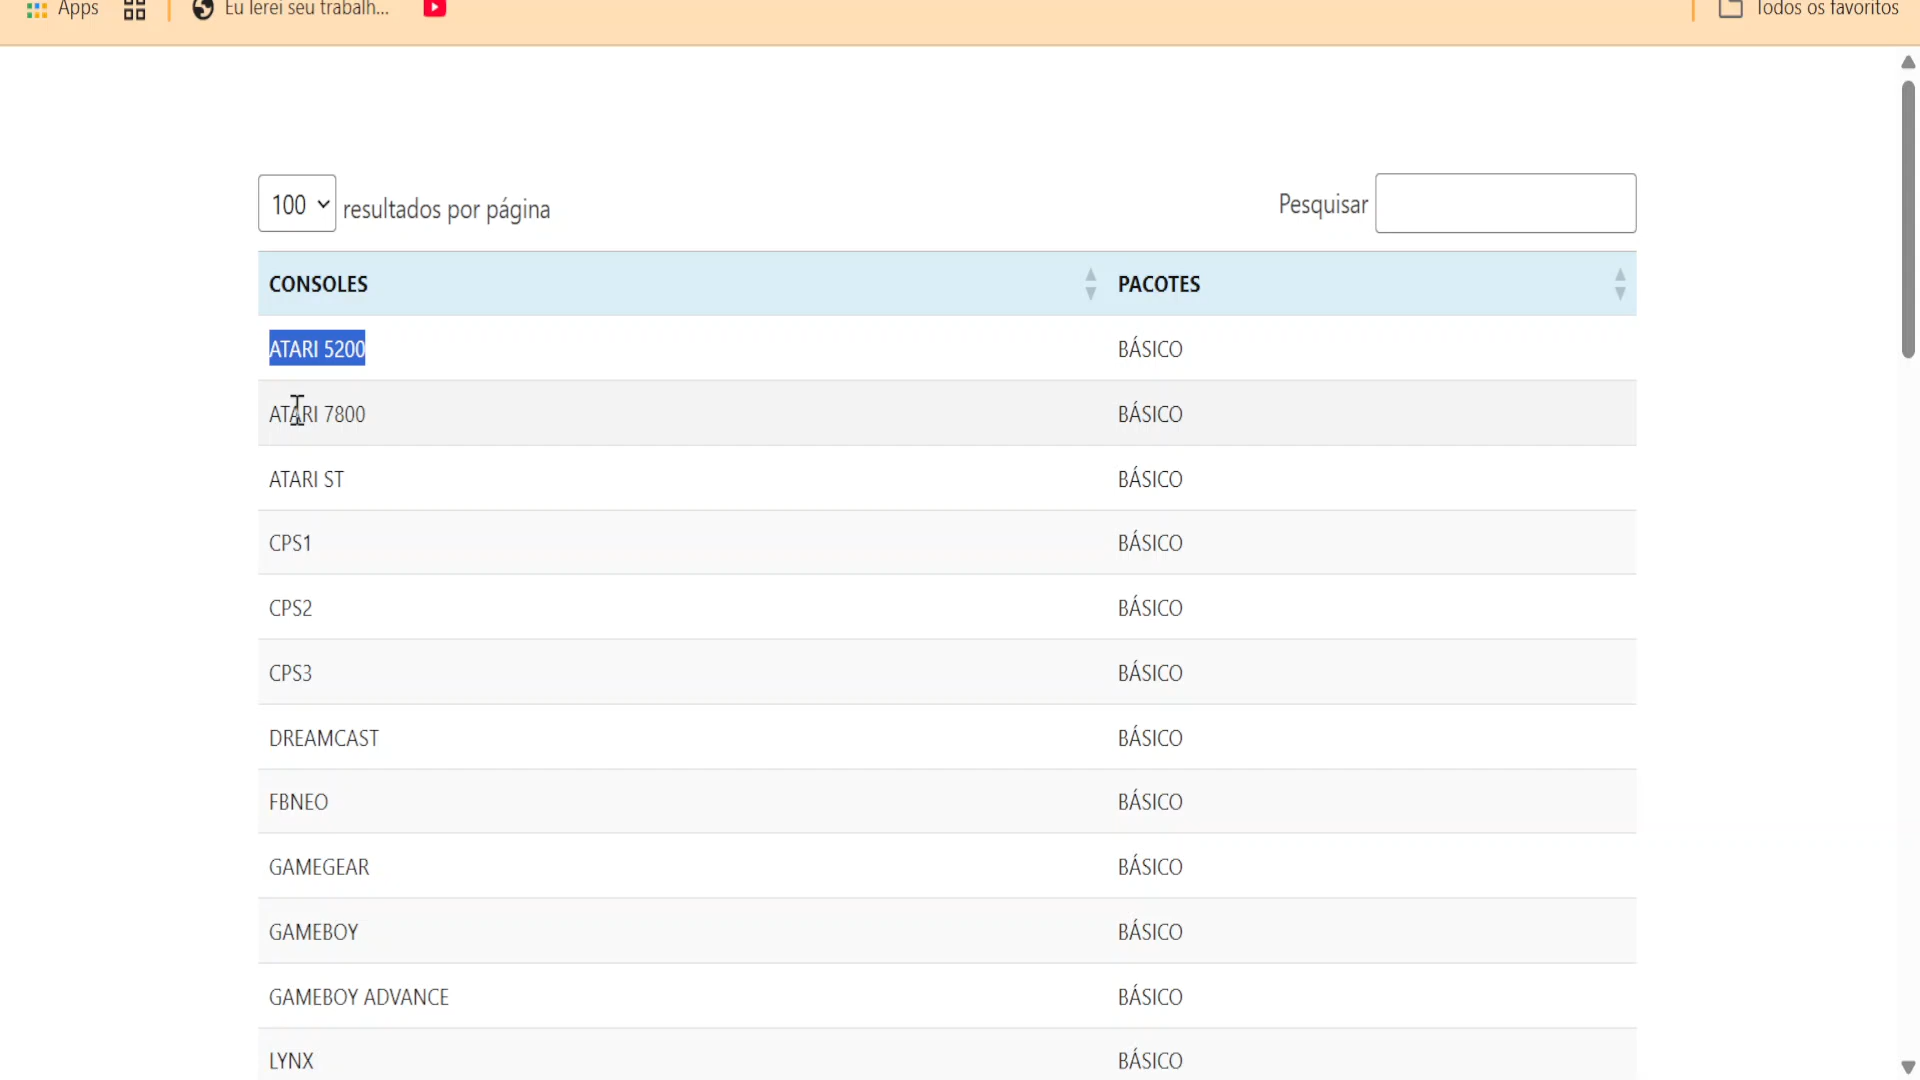 Apps
Eu lerei seu trabalh...
Todos os favoritos
100 resultados por página
Pesquisar
CONSOLES PACOTES
ATARI 5200 BÁSICO
ATARI 7800 BÁSICO
ATARI ST BÁSICO
CPS1 BÁSICO
CPS2 BÁSICO
CPS3 BÁSICO
DREAMCAST BÁSICO
FBNEO BÁSICO
GAMEGEAR BÁSICO
GAMEBOY BÁSICO
GAMEBOY ADVANCE BÁSICO
LYNX BÁSICO